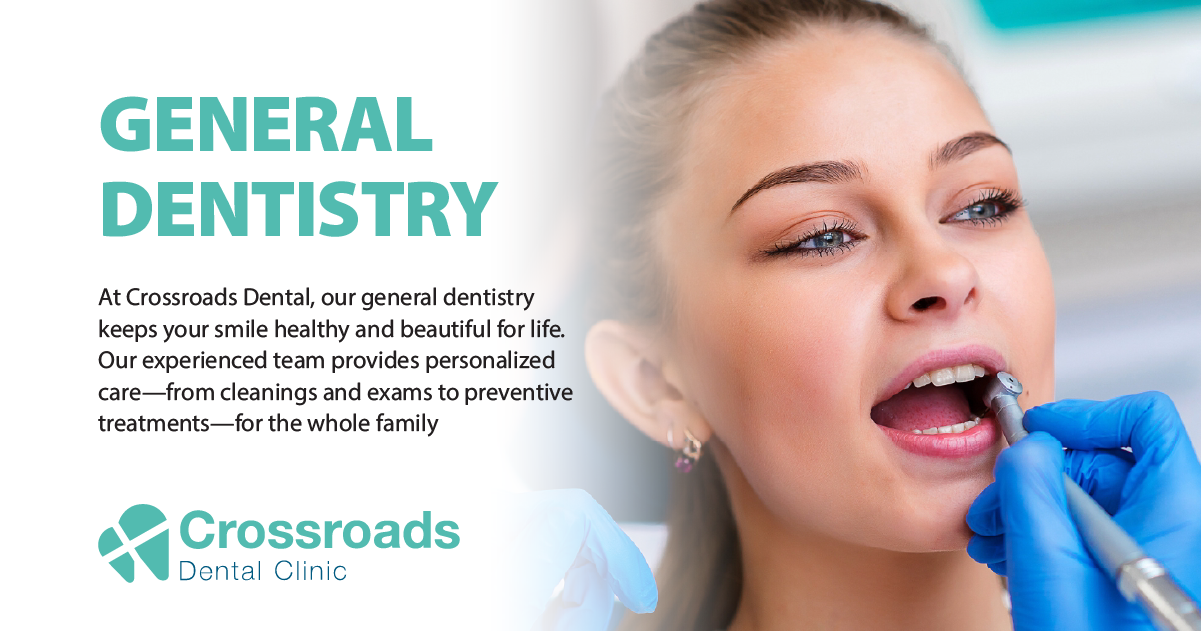 GENERAL
DENTISTRY
At Crossroads Dental, our general dentistry
keeps your smile healthy and beautiful for life.
Our experienced team provides personalized
care—from cleanings and exams to preventive
treatments—for the whole family
Crossroads
Dental Clinic